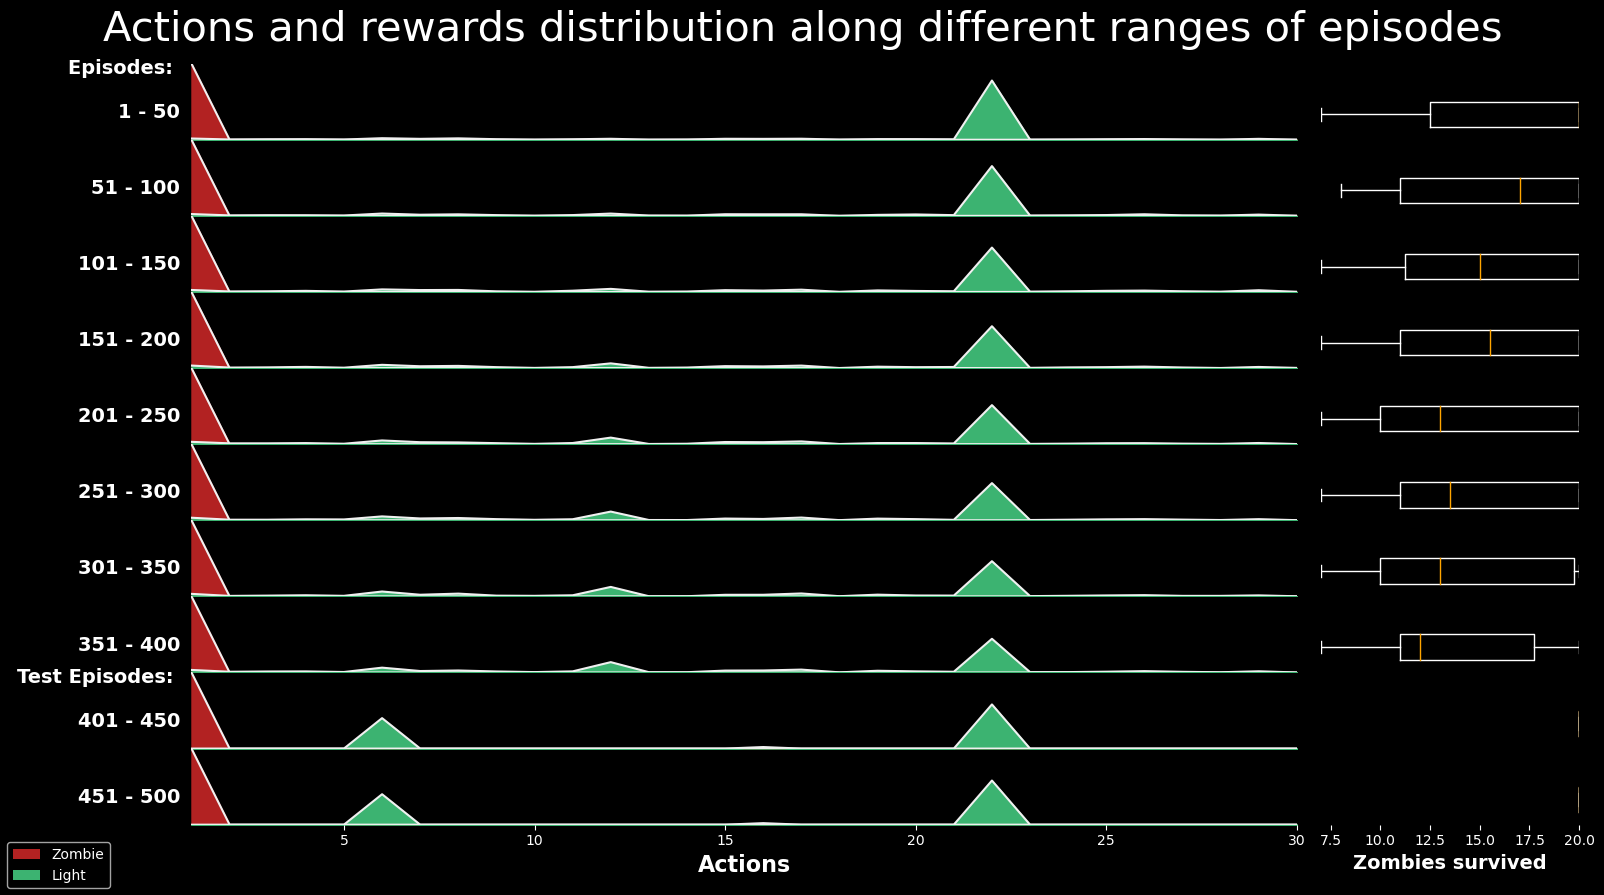 Actions and rewards distribution along different ranges of episodes
Episodes:
1 - 50
51 - 100
101 - 150
151 - 200
201 - 250
251 - 300
301 - 350
351 - 400
Test Episodes:
401 - 450
451 - 500
5 10 15 20 25 30
7.5 10.0 12.5 15.0 17.5 20.0
Actions
Zombies survived
Zombie
Light